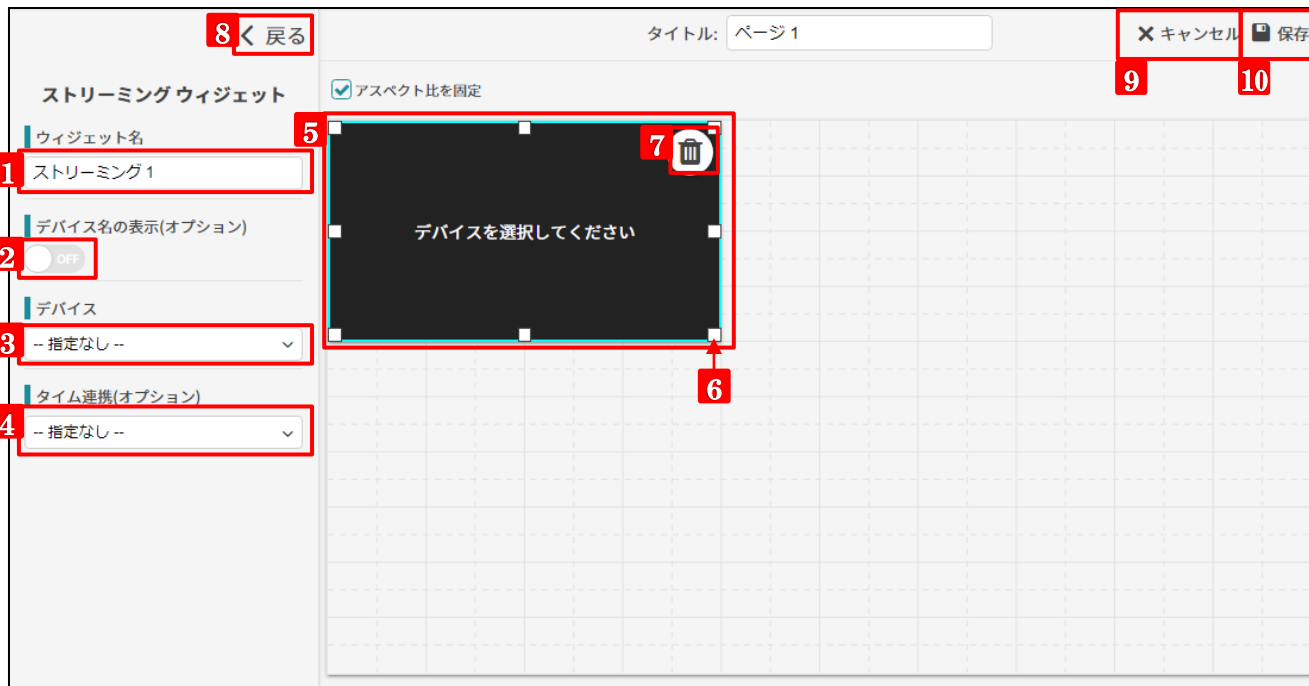 8 戻る
タイトル: ページ 1
キャンセル
保存
9
10
ストリーミング ウィジェット
アスペクト比を固定
ウィジェット名
5
7
1 ストリーミング 1
デバイス名の表示(オプション)
デバイスを選択してください
2 OFF
デバイス
3 -- 指定なし --
6
タイム連携(オプション)
4 -- 指定なし --